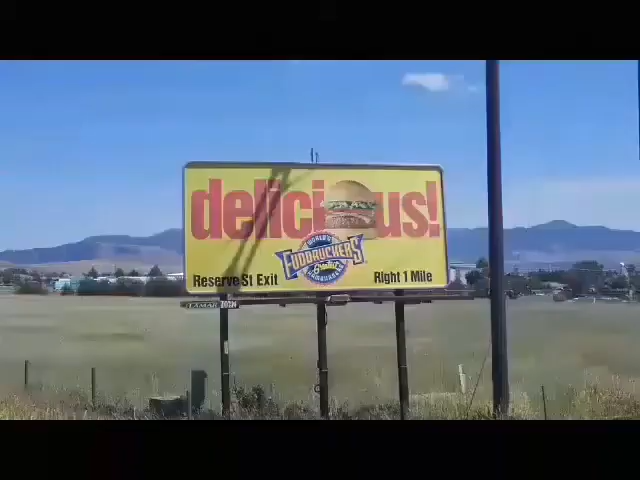 delicious!
WORLD'S
FUDDRUCKERS
Greatest
HAMBURGERS
Reserve St Exit
Right 1 Mile
LAMAR